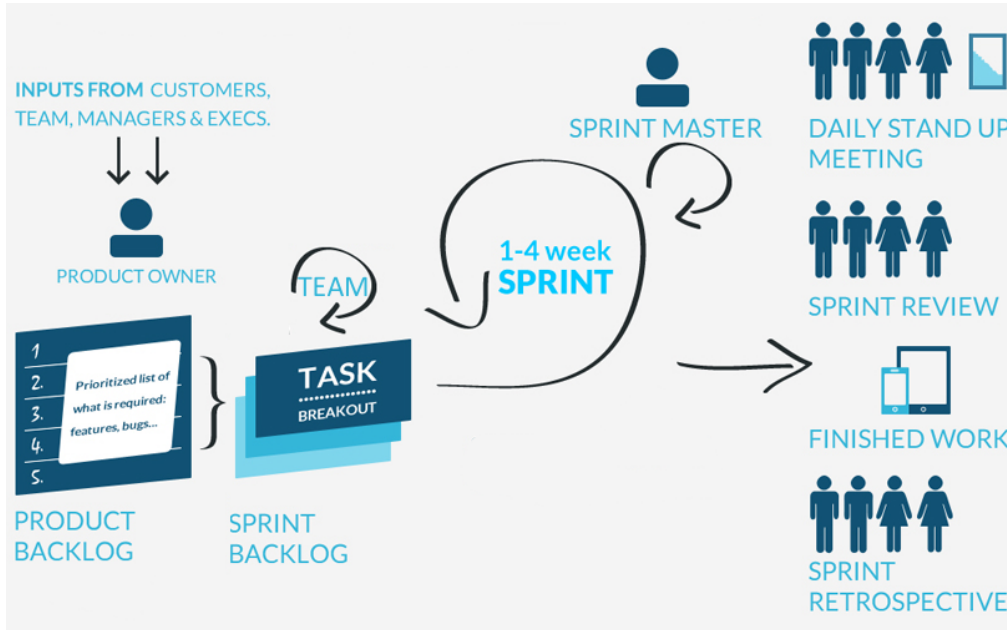 INPUTS FROM CUSTOMERS,
TEAM, MANAGERS & EXECS.
PRODUCT OWNER
1
2.
3.
4.
5.
Prioritized list of
what is required:
features, bugs...
PRODUCT
BACKLOG
TEAM
TASK
BREAKOUT
SPRINT
BACKLOG
1-4 week
SPRINT
SPRINT MASTER
DAILY STAND UP
MEETING
SPRINT REVIEW
FINISHED WORK
SPRINT
RETROSPECTIVE